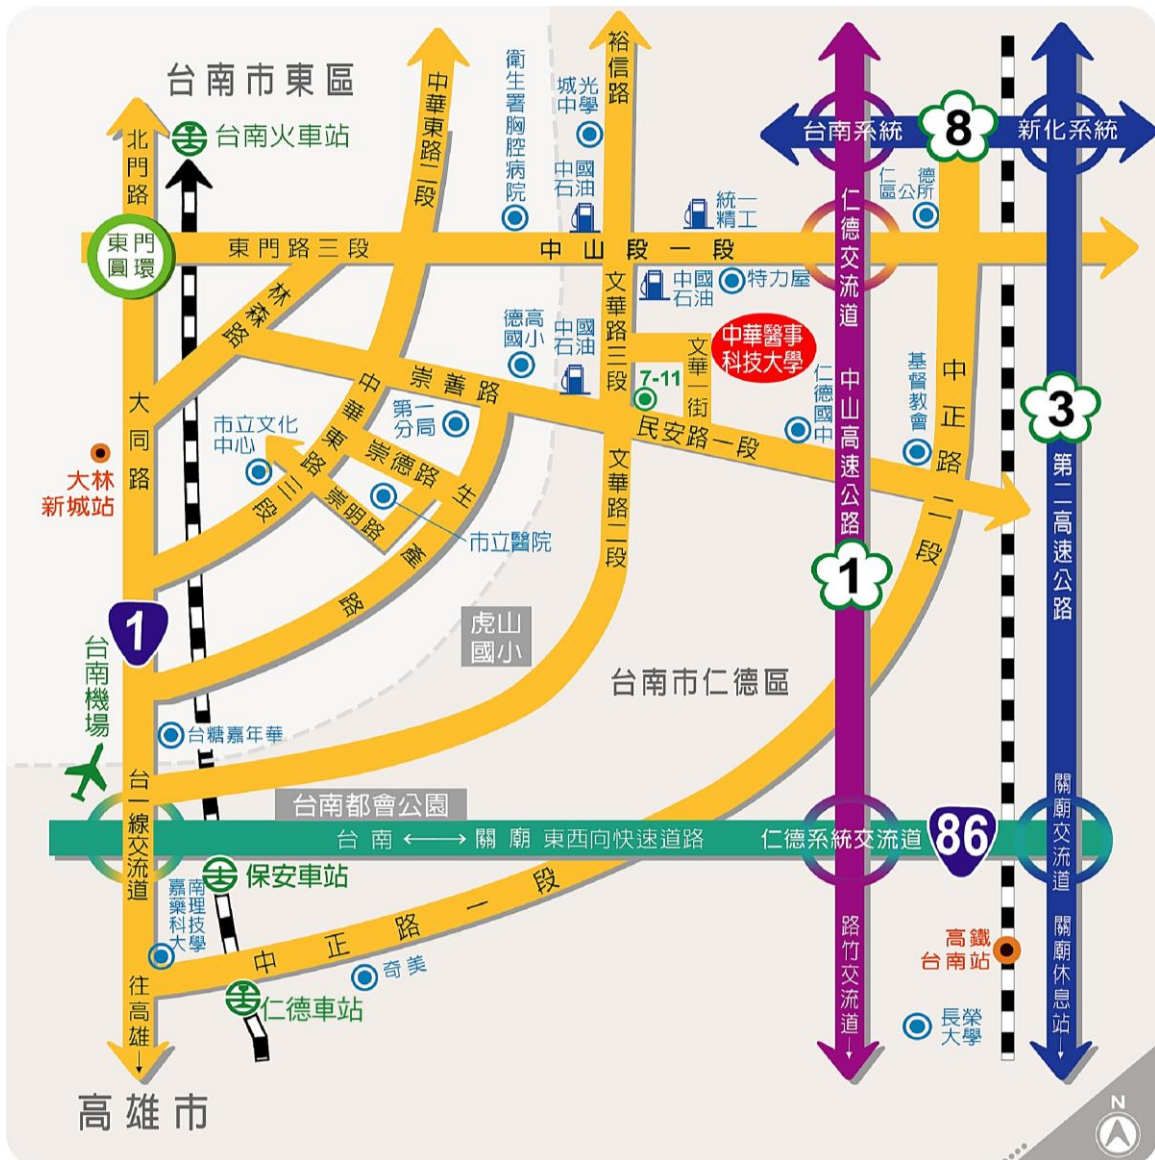 台南市東區
台南火車站
北門路
東門
圓環
東門路三段
中華東路二段
衛生署胸腔病院
裕信路
城光
中學
中國
石油
統一
精工
中山段一段
台南系統
8
新化系統
仁德
區公所
仁德交流道
中國
石油
特力屋
文華路三段
德高
國小
中國
石油
中華醫事
科技大學
文華一街
7-11
林森路
崇善路
民安路一段
仁德
國中
中山高速公路
基督教會
中正路二段
3
第二高速公路
大同路
大林
新城站
市立文化
中心
中華東路三段
第一
分局
崇德路
崇明路
生產路
市立醫院
文華路二段
1
1
台南機場
虎山
國小
台南市仁德區
台糖嘉年華
台一線交流道
台南都會公園
台南 ←→ 關廟 東西向快速道路
仁德系統交流道
86
關廟交流道
保安車站
嘉南
藥理
科技
大學
中正路一段
奇美
仁德車站
往高雄→
高雄市
路竹交流道→
高鐵
台南站
長榮
大學
關廟休息站→
N